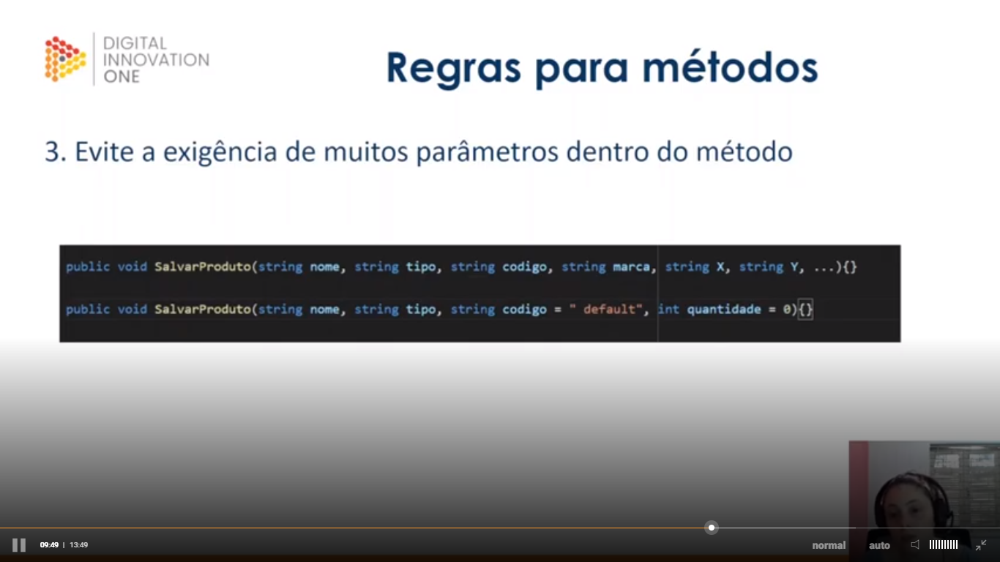 DIGITAL
INNOVATION
ONE
Regras para métodos
3. Evite a exigência de muitos parâmetros dentro do método
public void SalvarProduto(string nome, string tipo, string codigo, string marca, string X, string Y, ...){}
public void SalvarProduto(string nome, string tipo, string codigo = " default", int quantidade = 0){}
09:49 | 13:49
normal
auto